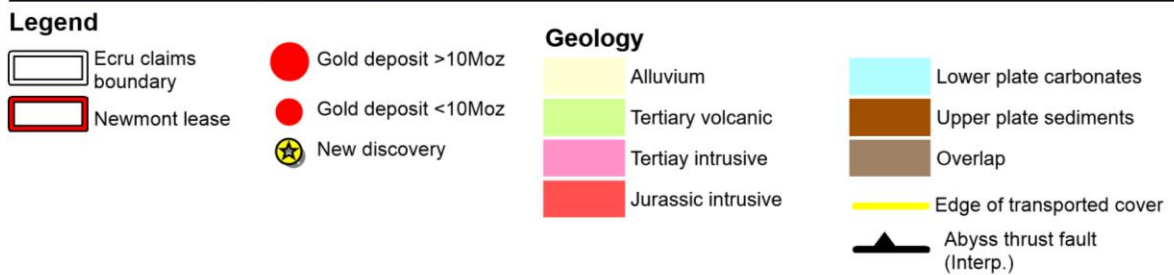 Legend
Ecru claims
boundary
Newmont lease
Gold deposit >10Moz
Gold deposit <10Moz
New discovery
Geology
Alluvium
Tertiary volcanic
Tertiay intrusive
Jurassic intrusive
Lower plate carbonates
Upper plate sediments
Overlap
Edge of transported cover
Abyss thrust fault
(Interp.)